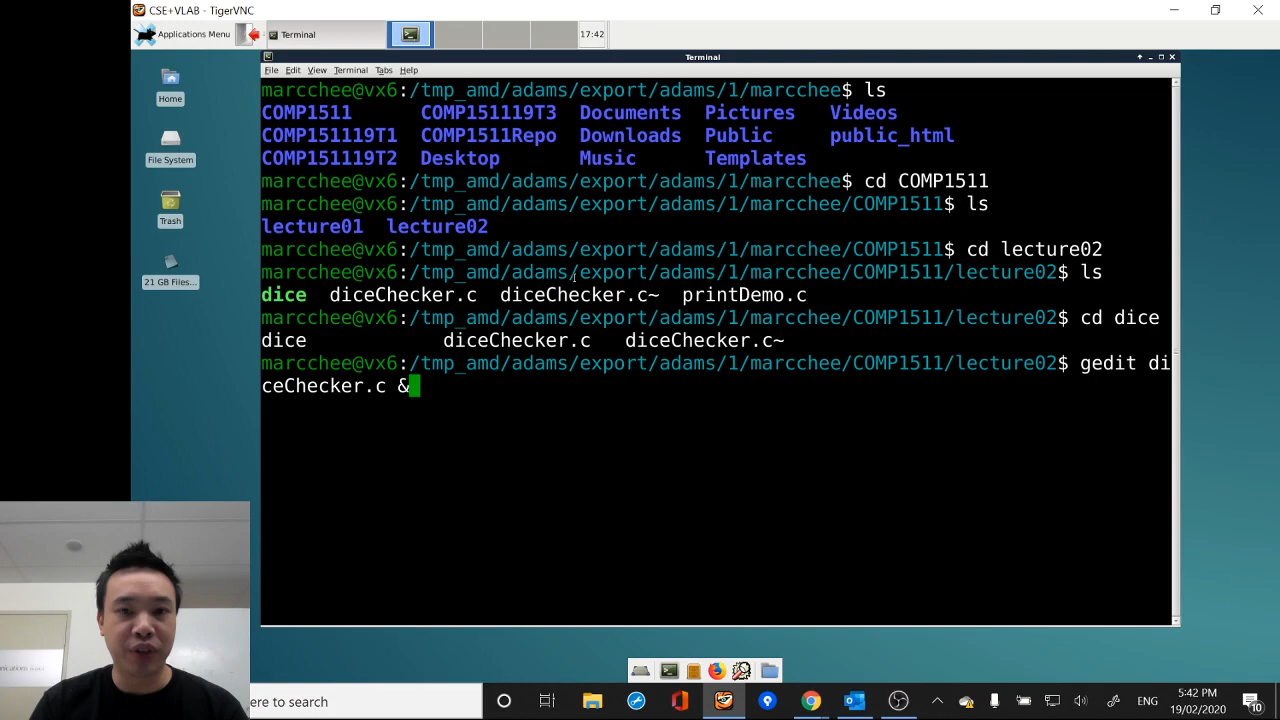 CSE+VLAB - TigerVNC
Applications Menu
Terminal
17:42
Terminal
File Edit View Terminal Tabs Help
marcchee@vx6:/tmp_amd/adams/export/adams/1/marcchee$ ls
COMP1511 COMP151119T3 Documents Pictures Videos
COMP151119T1 COMP1511Repo Downloads Public public_html
COMP151119T2 Desktop Music Templates
marcchee@vx6:/tmp_amd/adams/export/adams/1/marcchee$ cd COMP1511
marcchee@vx6:/tmp_amd/adams/export/adams/1/marcchee/COMP1511$ ls
lecture01 lecture02
marcchee@vx6:/tmp_amd/adams/export/adams/1/marcchee/COMP1511$ cd lecture02
marcchee@vx6:/tmp_amd/adams/export/adams/1/marcchee/COMP1511/lecture02$ ls
dice diceChecker.c diceChecker.c~ printDemo.c
marcchee@vx6:/tmp_amd/adams/export/adams/1/marcchee/COMP1511/lecture02$ cd dice
dice diceChecker.c diceChecker.c~
marcchee@vx6:/tmp_amd/adams/export/adams/1/marcchee/COMP1511/lecture02$ gedit di
ceChecker.c &
Home
File System
Trash
21 GB Files...
ere to search
ENG
5:42 PM
19/02/2020
10